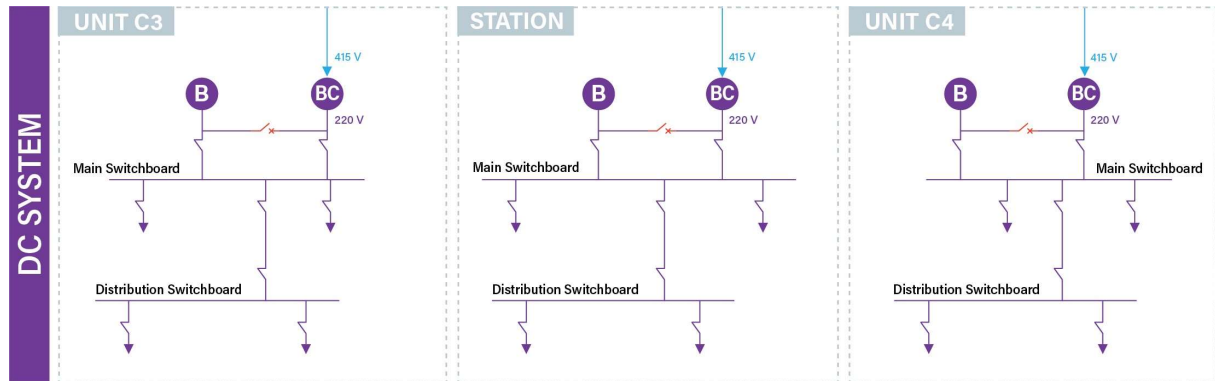 DC SYSTEM
UNIT C3
415 V
B
BC
220 V
Main Switchboard
Distribution Switchboard
STATION
415 V
B
BC
220 V
Main Switchboard
Distribution Switchboard
UNIT C4
415 V
B
BC
220 V
Main Switchboard
Distribution Switchboard